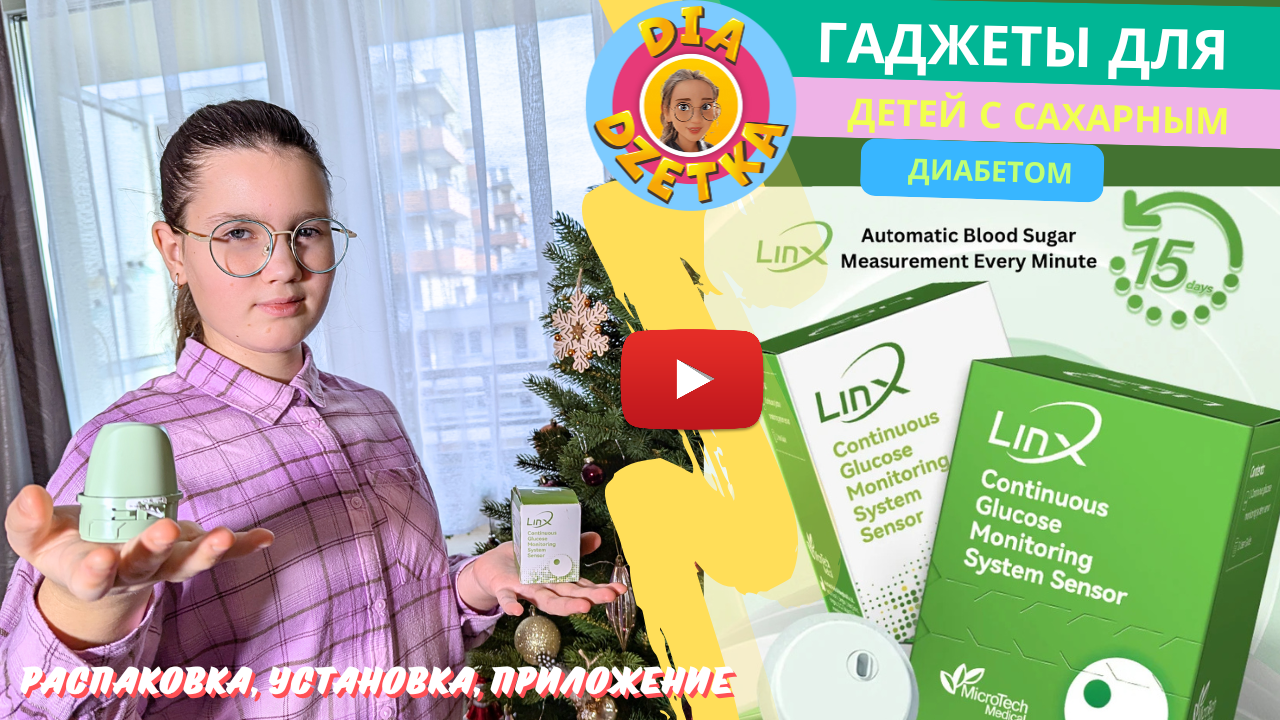 DIA
DZETKA
ГАДЖЕТЫ ДЛЯ
ДЕТЕЙ С САХАРНЫМ
ДИАБЕТОМ
LinX
Automatic Blood Sugar
Measurement Every Minute
15
days
LinX
Continuous
Glucose
Monitoring
System
Sensor
LinX
Continuous
Glucose
Monitoring
System Sensor
MicroTech
Medical
LinX
Continuous
Glucose
Monitoring
System
Sensor
РАСПАКОВКА, УСТАНОВКА, ПРИЛОЖЕНИЕ